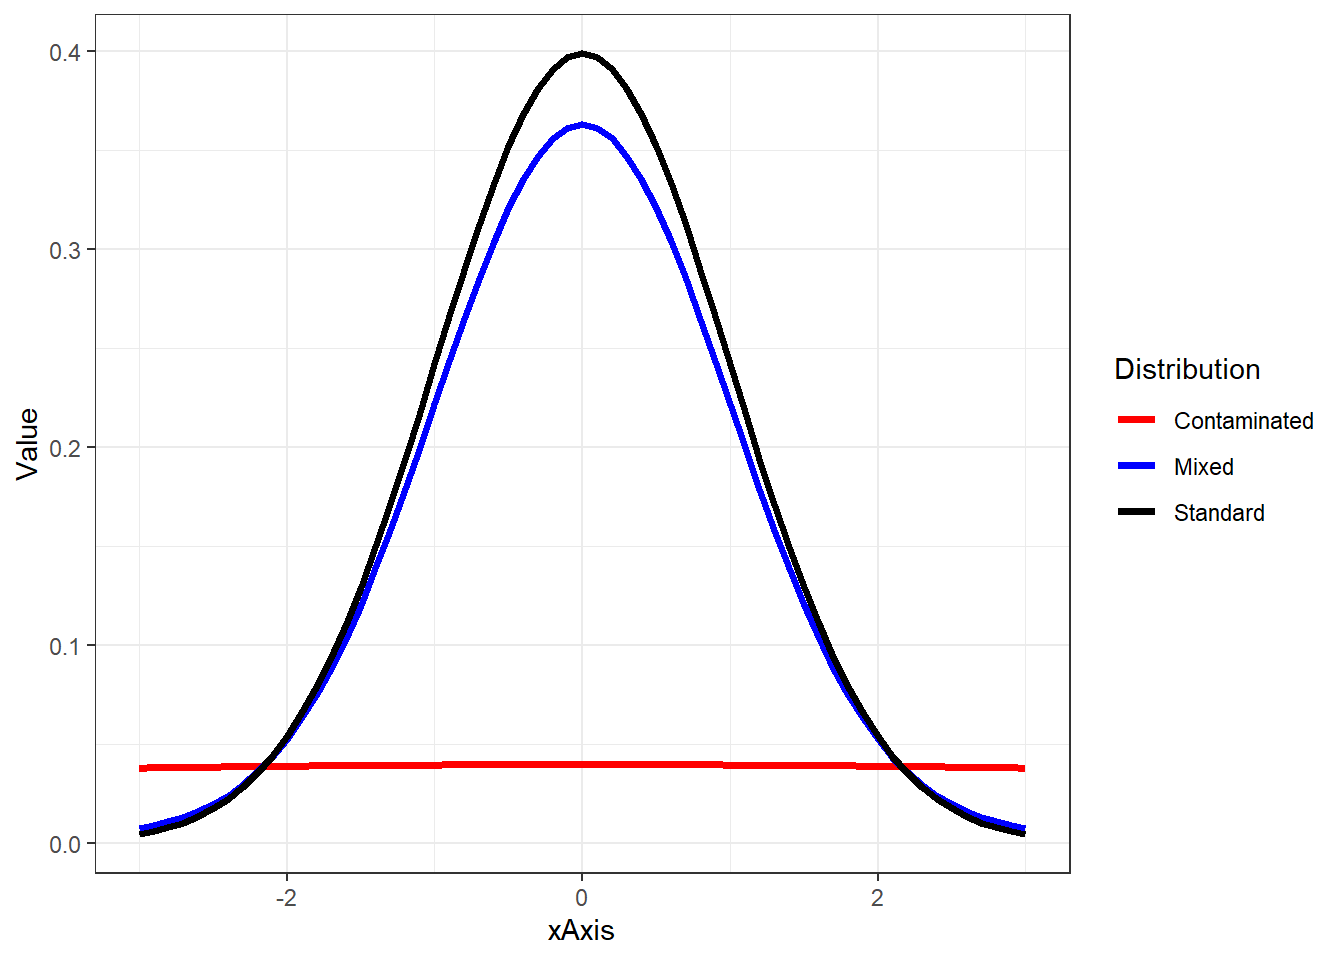 0.4
0.3
0.2
0.1
0.0
Value
-2
0
2
xAxis
Distribution
Contaminated
Mixed
Standard